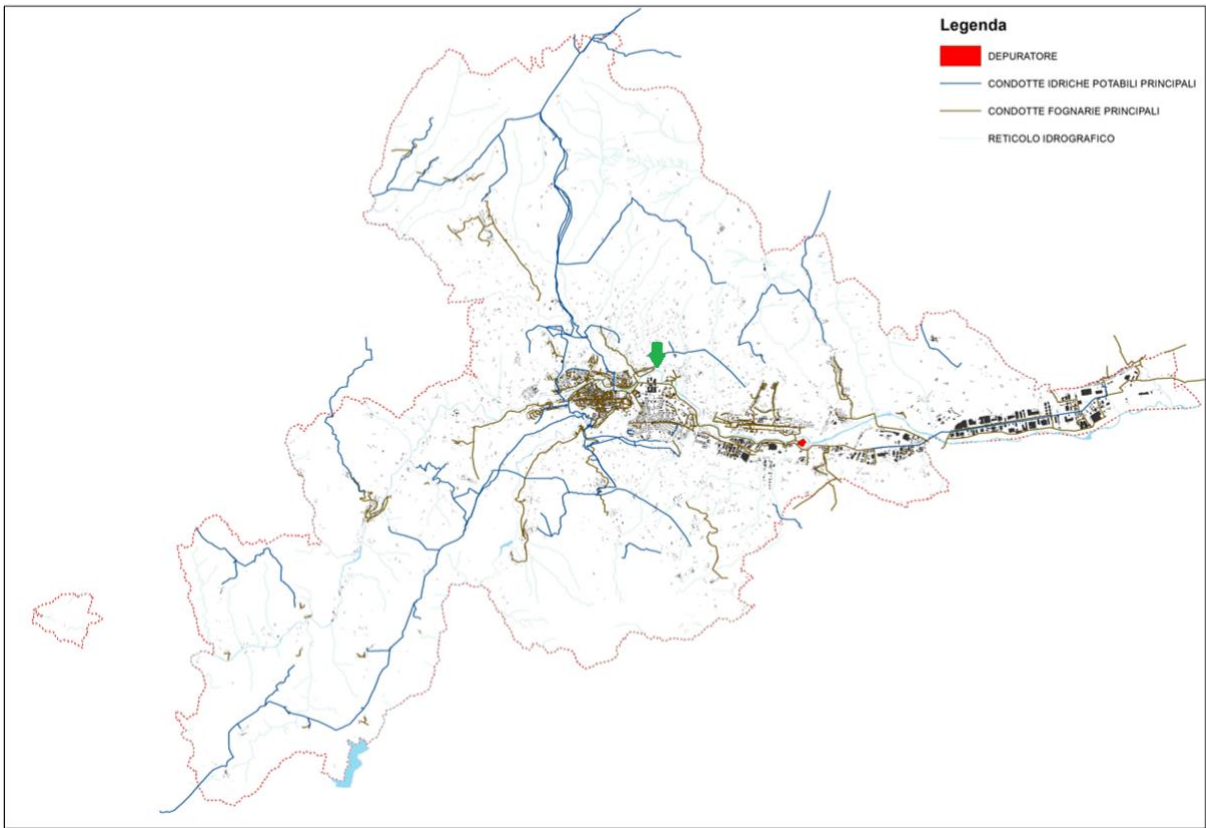 Legenda
DEPURATORE
CONDOTTE IDRICHE POTABILI PRINCIPALI
CONDOTTE FOGNARIE PRINCIPALI
RETICOLO IDROGRAFICO